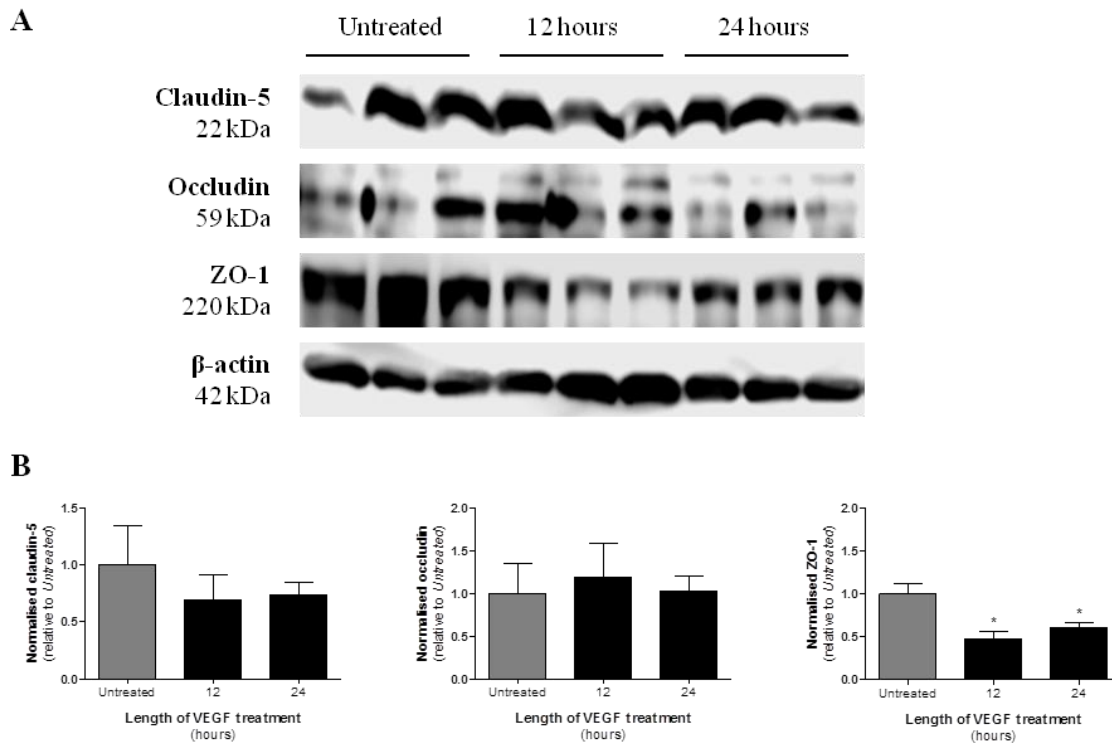 A
Untreated 12 hours 24 hours
Claudin-5
22 kDa
Occludin
59 kDa
ZO-1
220 kDa
β-actin
42 kDa
B
Normalised claudin-5
(relative to Untreated)
1.5
1.0
0.5
0.0
Untreated 12 24
Length of VEGF treatment
(hours)
Normalised occludin
(relative to Untreated)
2.0
1.5
1.0
0.5
0.0
Untreated 12 24
Length of VEGF treatment
(hours)
Normalised ZO-1
(relative to Untreated)
2.0
1.5
1.0
0.5
0.0
* *
Untreated 12 24
Length of VEGF treatment
(hours)